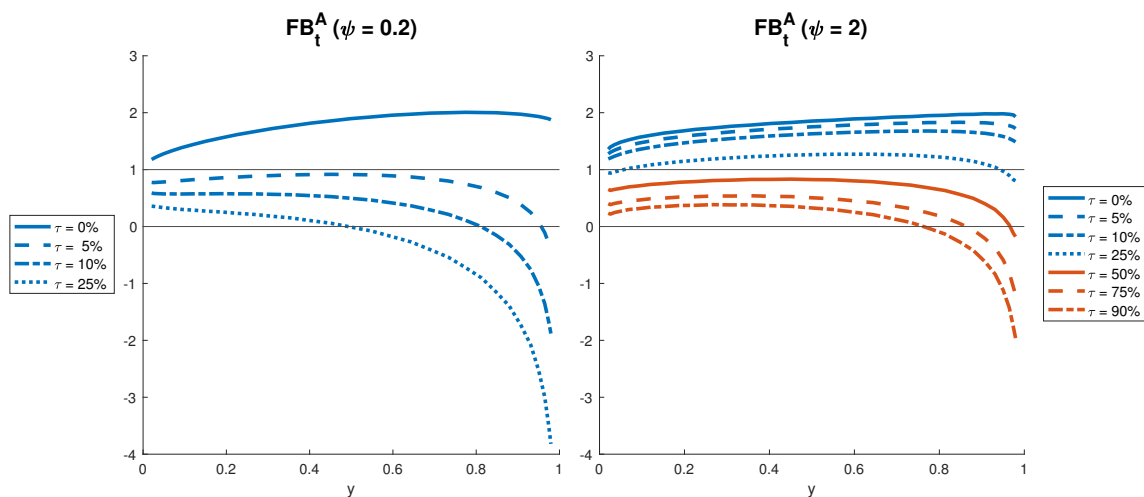 FB_t^A (ψ = 0.2)
3
2
1
0
-1
-2
-3
-4
0 0.2 0.4 0.6 0.8 1
y
τ = 0%
τ = 5%
τ = 10%
τ = 25%
FB_t^A (ψ = 2)
3
2
1
0
-1
-2
-3
-4
0 0.2 0.4 0.6 0.8 1
y
τ = 0%
τ = 5%
τ = 10%
τ = 25%
τ = 50%
τ = 75%
τ = 90%